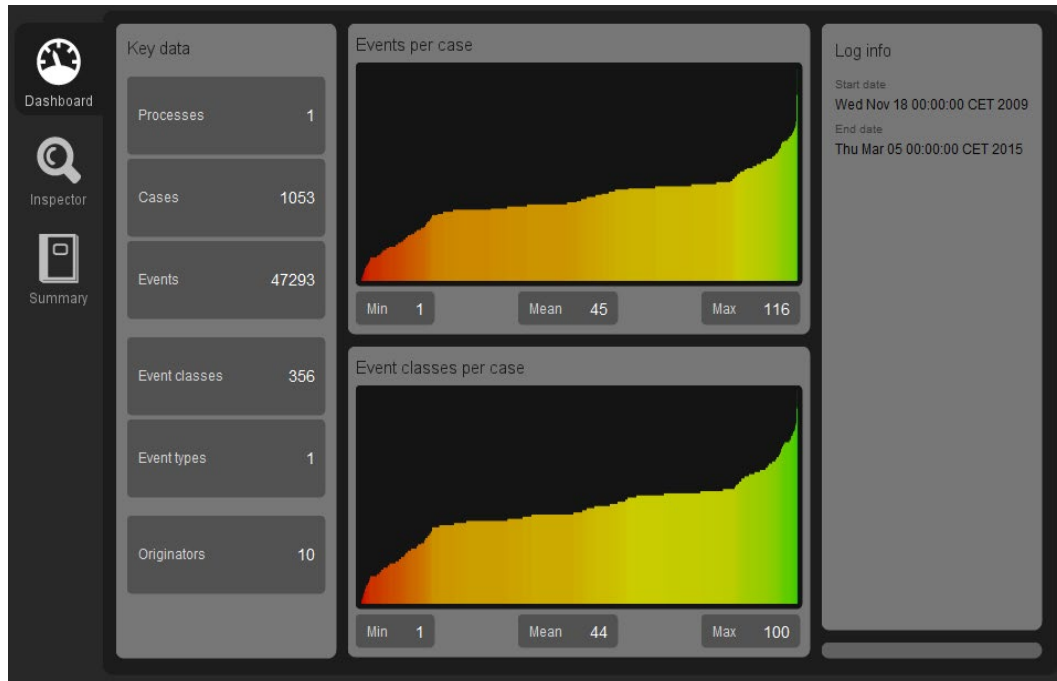 Dashboard
Inspector
Summary
Key data
Processes 1
Cases 1053
Events 47293
Event classes 356
Event types 1
Originators 10
Events per case
Min 1 Mean 45 Max 116
Event classes per case
Min 1 Mean 44 Max 100
Log info
Start date
Wed Nov 18 00:00:00 CET 2009
End date
Thu Mar 05 00:00:00 CET 2015